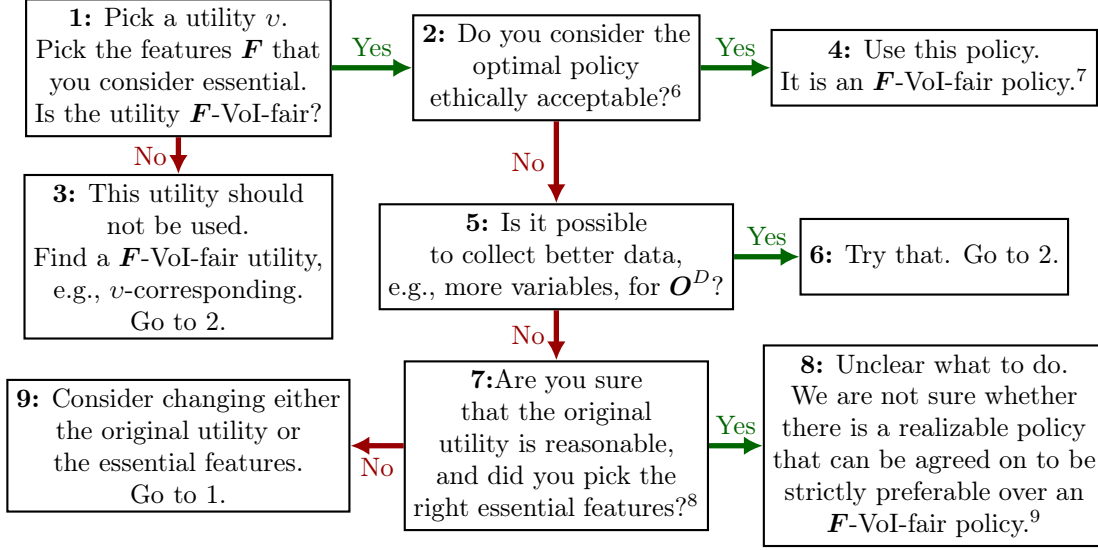 1: Pick a utility υ.
Pick the features F that
you consider essential.
Is the utility F-VoI-fair?
Yes
2: Do you consider the
optimal policy
ethically acceptable?⁶
Yes
4: Use this policy.
It is an F-VoI-fair policy.⁷
No
No
3: This utility should
not be used.
Find a F-VoI-fair utility,
e.g., υ-corresponding.
Go to 2.
5: Is it possible
to collect better data,
e.g., more variables, for Oᴰ?
Yes
6: Try that. Go to 2.
No
9: Consider changing either
the original utility or
the essential features.
Go to 1.
No
7:Are you sure
that the original
utility is reasonable,
and did you pick the
right essential features?⁸
Yes
8: Unclear what to do.
We are not sure whether
there is a realizable policy
that can be agreed on to be
strictly preferable over an
F-VoI-fair policy.⁹